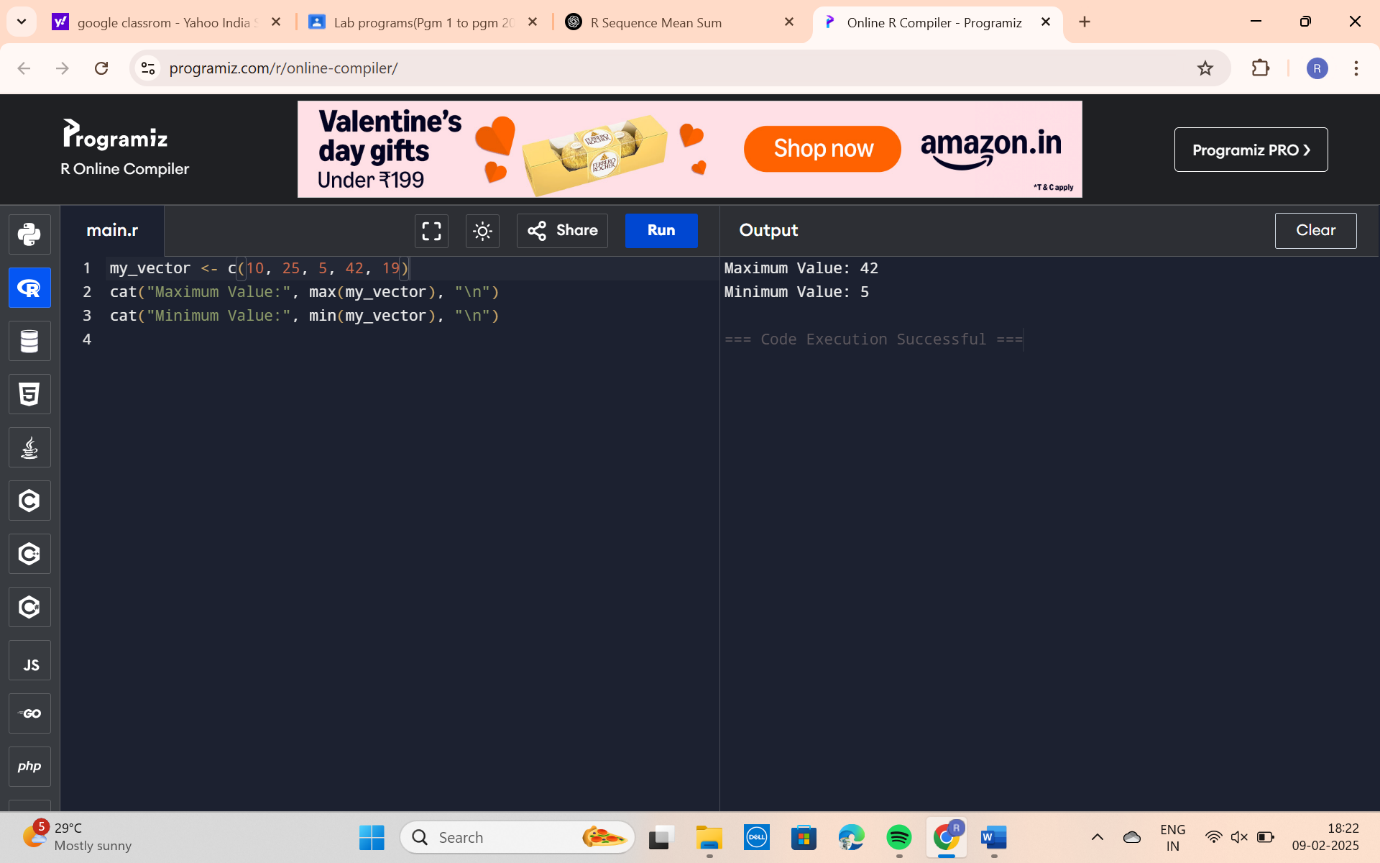 google classrom - Yahoo India S
Lab programs(Pgm 1 to pgm 20
R Sequence Mean Sum
Online R Compiler - Programiz
programiz.com/r/online-compiler/
R
Programiz
R Online Compiler
Valentine's
day gifts
Under ₹199
Shop now
amazon.in
*T & C apply
Programiz PRO ❯
main.r
Share
Run
Output
Clear
1 my_vector <- c(10, 25, 5, 42, 19)
2 cat("Maximum Value:", max(my_vector), "\n")
3 cat("Minimum Value:", min(my_vector), "\n")
4
Maximum Value: 42
Minimum Value: 5
=== Code Execution Successful ===
JS
GO
php
5
29°C
Mostly sunny
Search
DELL
R
W
ENG
IN
18:22
09-02-2025